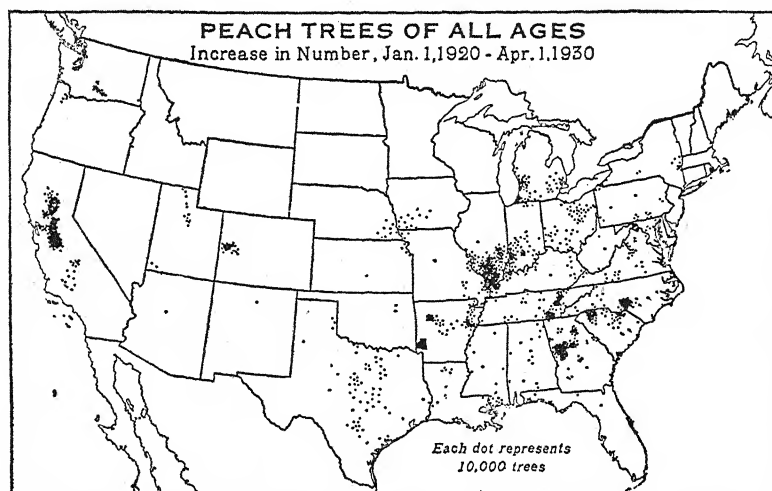 PEACH TREES OF ALL AGES
Increase in Number, Jan. 1, 1920 - Apr. 1, 1930
Each dot represents
10,000 trees